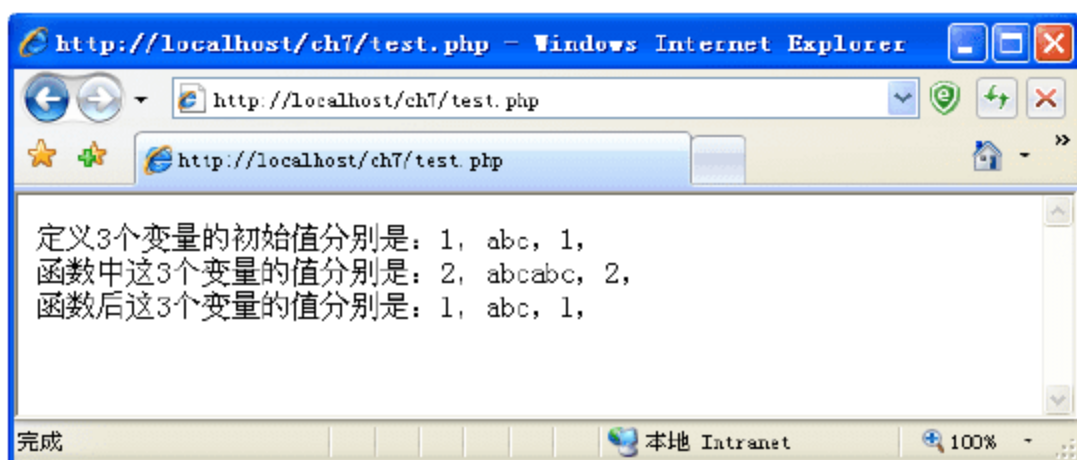 http://localhost/ch7/test.php - Windows Internet Explorer
http://localhost/ch7/test.php
http://localhost/ch7/test.php
定义3个变量的初始值分别是：1，abc，1，
函数中这3个变量的值分别是：2，abcabc，2，
函数后这3个变量的值分别是：1，abc，1，
完成 本地 Intranet 100%